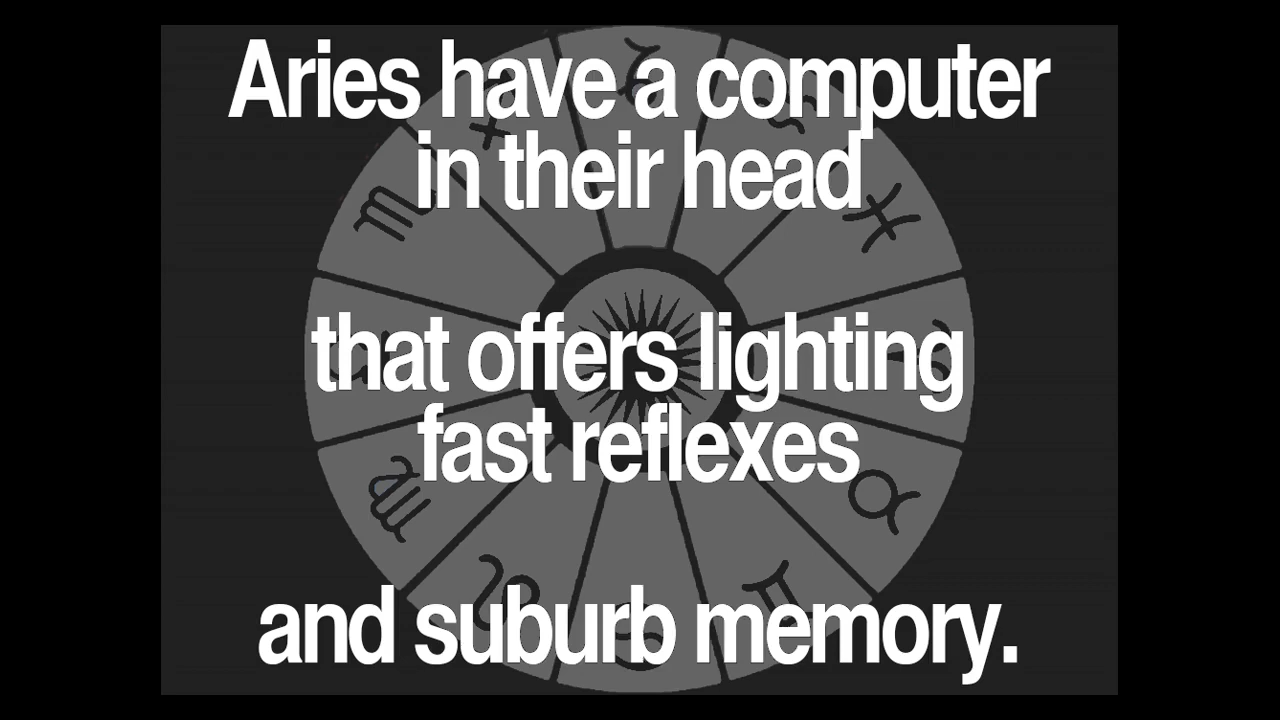 Aries have a computer
in their head
that offers lighting
fast reflexes
and suburb memory.